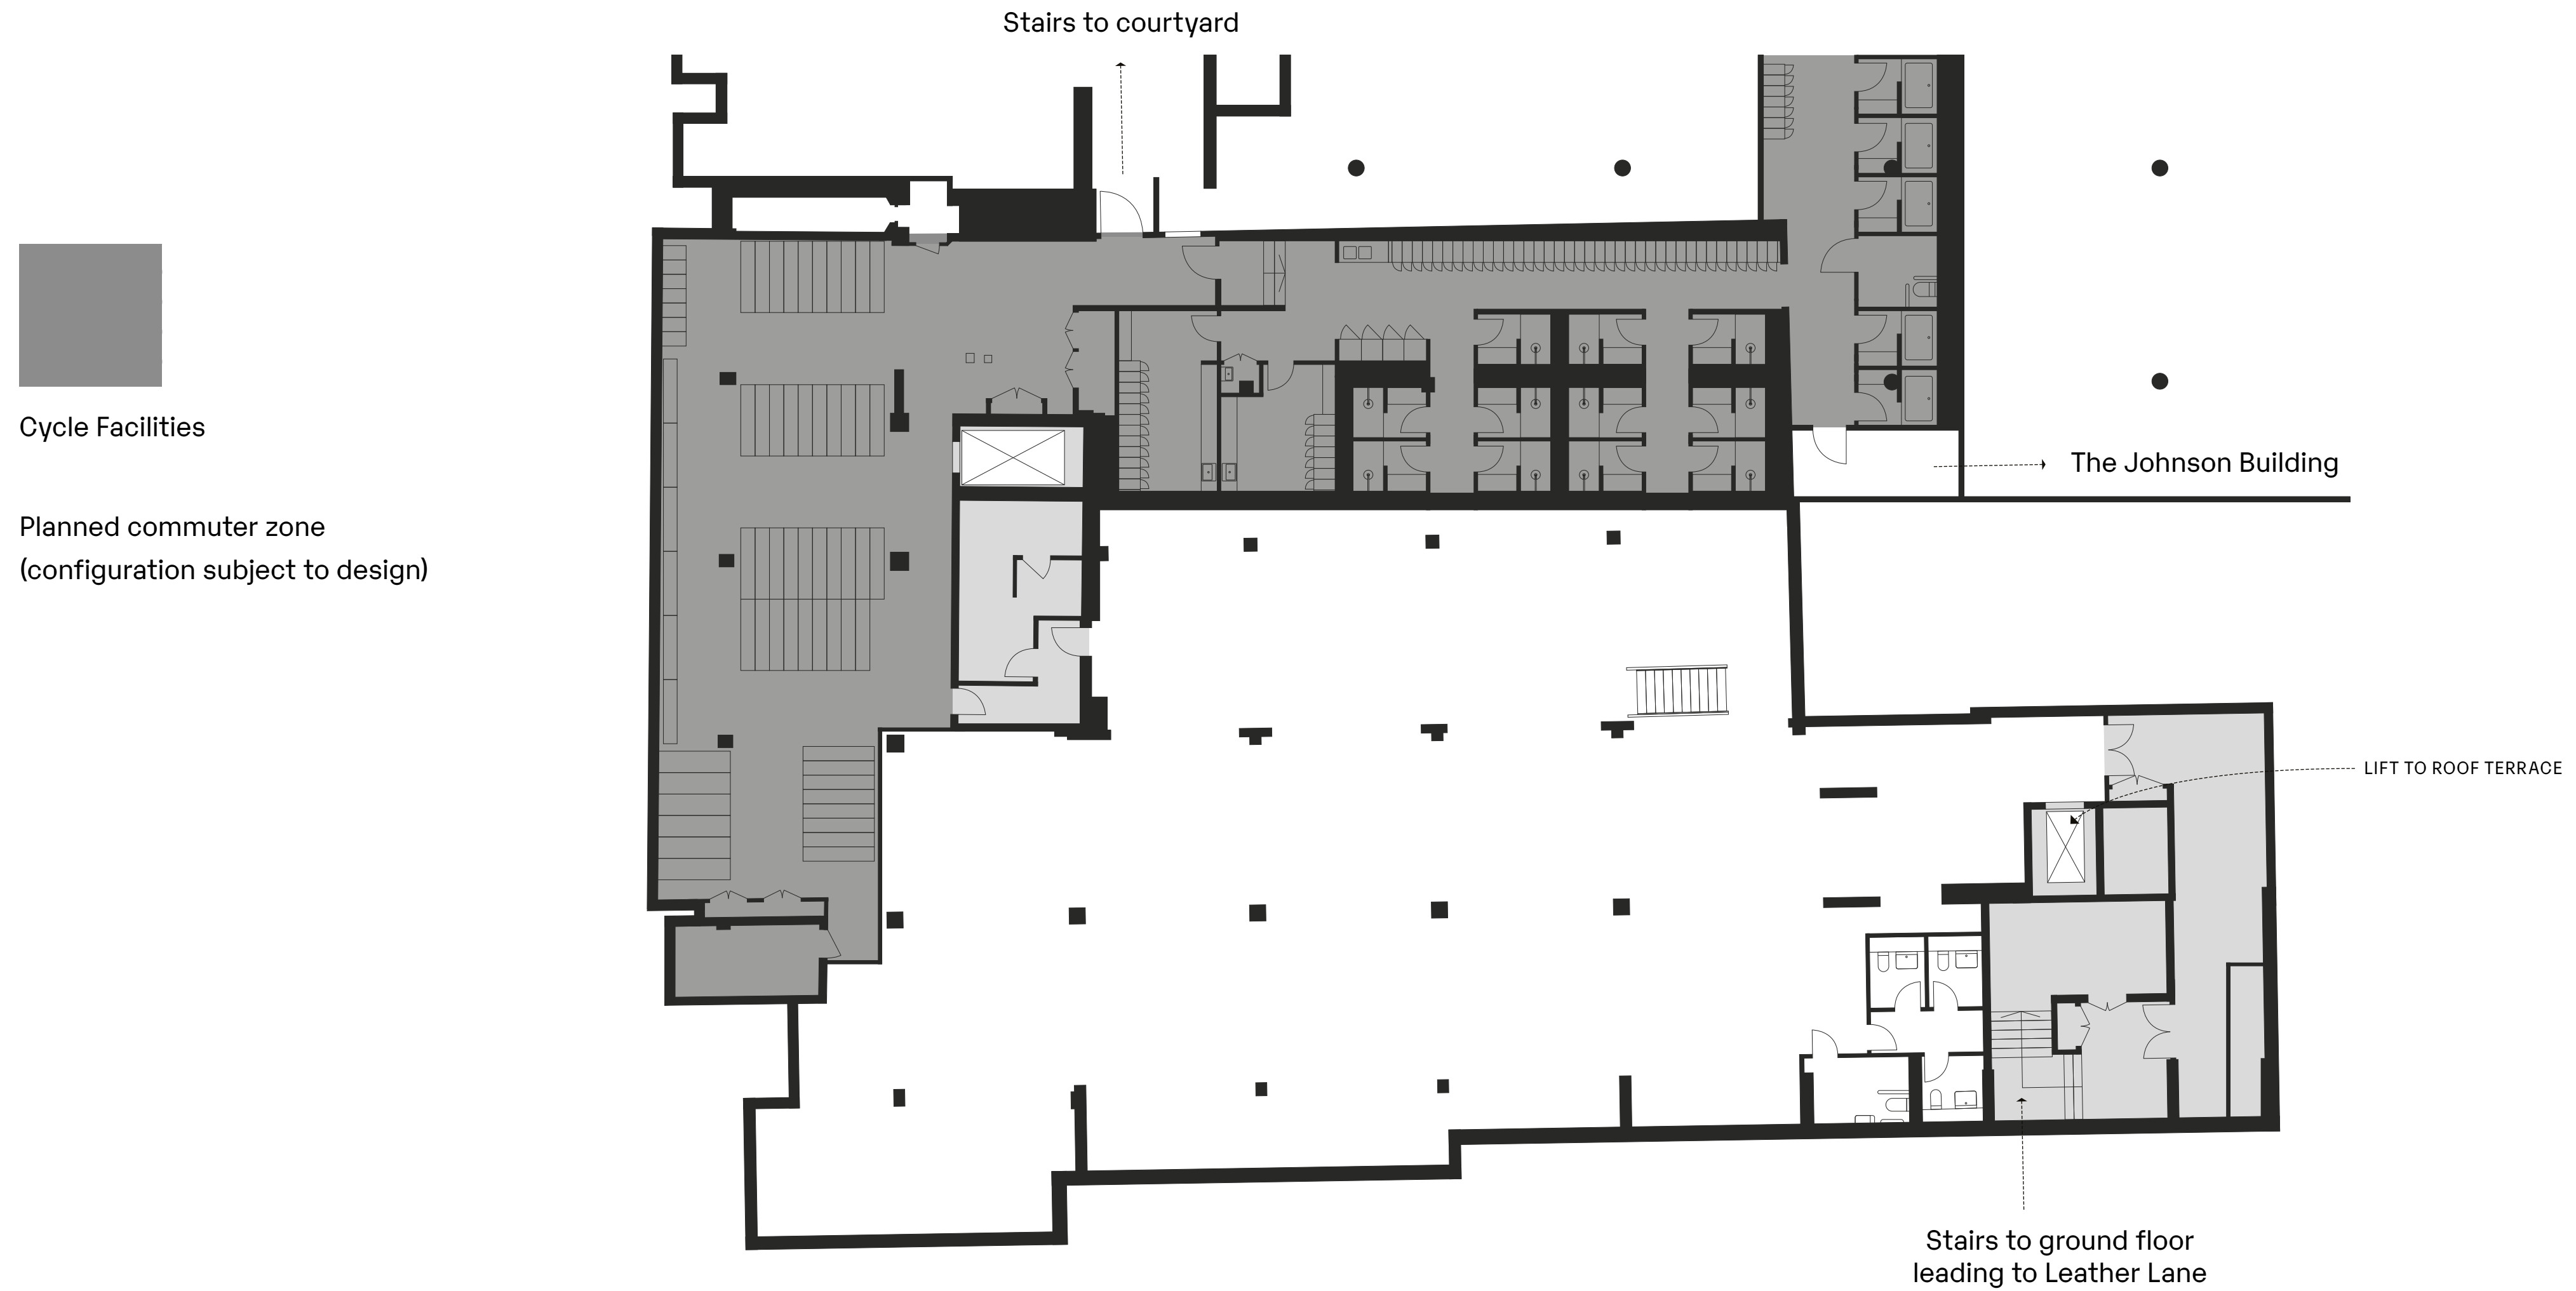 Stairs to courtyard
Cycle Facilities
The Johnson Building
Planned commuter zone
(configuration subject to design)
LIFT TO ROOF TERRACE
Stairs to ground floor
leading to Leather Lane